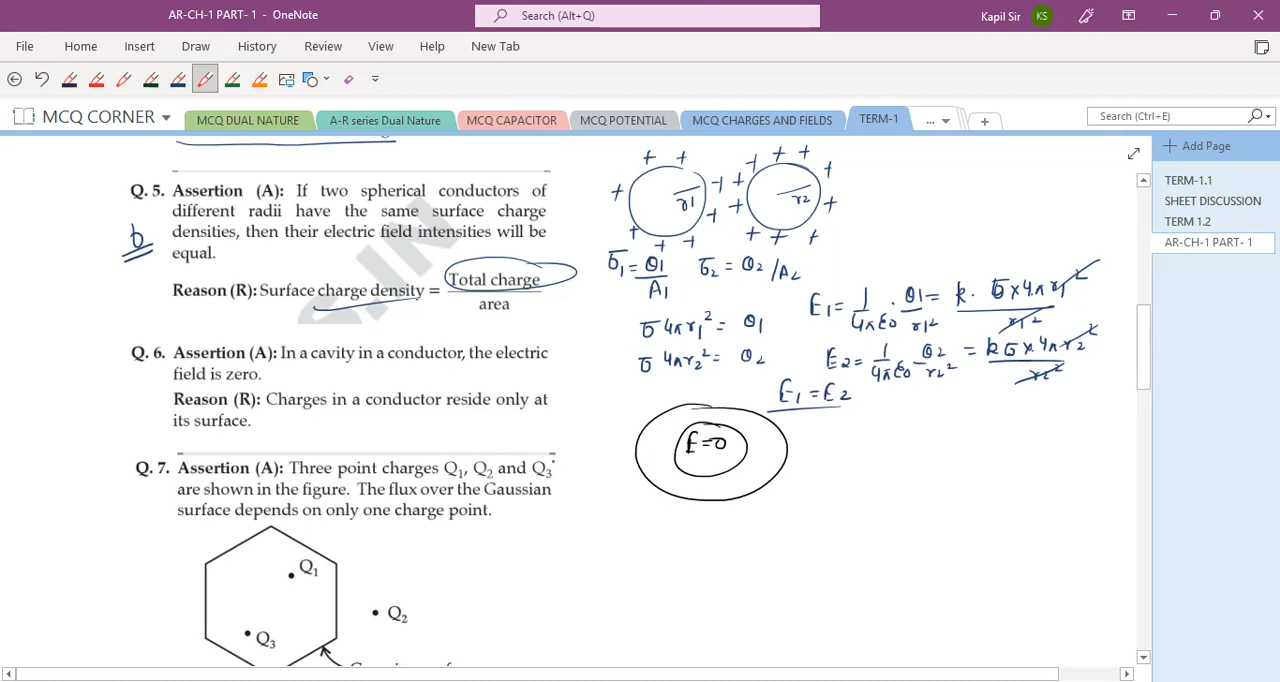 AR-CH-1 PART- 1 - OneNote
Search (Alt+Q)
Kapil Sir
KS
File Home Insert Draw History Review View Help New Tab
MCQ CORNER
MCQ DUAL NATURE
A-R series Dual Nature
MCQ CAPACITOR
MCQ POTENTIAL
MCQ CHARGES AND FIELDS
TERM-1
...
Search (Ctrl+E)
Add Page
TERM-1.1
SHEET DISCUSSION
TERM 1.2
AR-CH-1 PART- 1
Q. 5. Assertion (A): If two spherical conductors of
different radii have the same surface charge
densities, then their electric field intensities will be
equal.
b
Reason (R): Surface charge density = Total charge
area
Q. 6. Assertion (A): In a cavity in a conductor, the electric
field is zero.
Reason (R): Charges in a conductor reside only at
its surface.
Q. 7. Assertion (A): Three point charges Q₁, Q₂ and Q₃
are shown in the figure. The flux over the Gaussian
surface depends on only one charge point.
Q₁
Q₂
Q₃
+ + + + + + + + +
r1
+ + + + + + + + +
r2
σ₁ = Q1/A₁ σ₂ = Q₂/A₂
σ 4πr₁² = Q1
σ 4πr₂² = Q₂
E₁ = 1/4πε₀ · Q1/r₁² = k · σ × 4πr₁²/r₁²
E₂ = 1/4πε₀ Q₂/r₂² = kσ × 4πr₂²/r₂²
E₁ = E₂
E=0